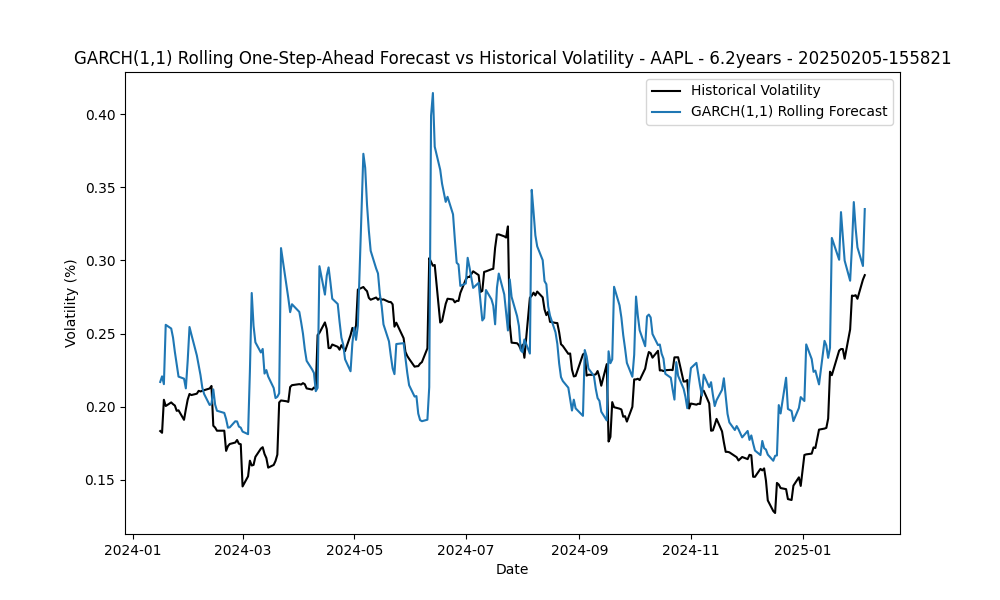 GARCH(1,1) Rolling One-Step-Ahead Forecast vs Historical Volatility - AAPL - 6.2years - 20250205-155821
Historical Volatility
GARCH(1,1) Rolling Forecast
Volatility (%)
0.40
0.35
0.30
0.25
0.20
0.15
2024-01
2024-03
2024-05
2024-07
2024-09
2024-11
2025-01
Date